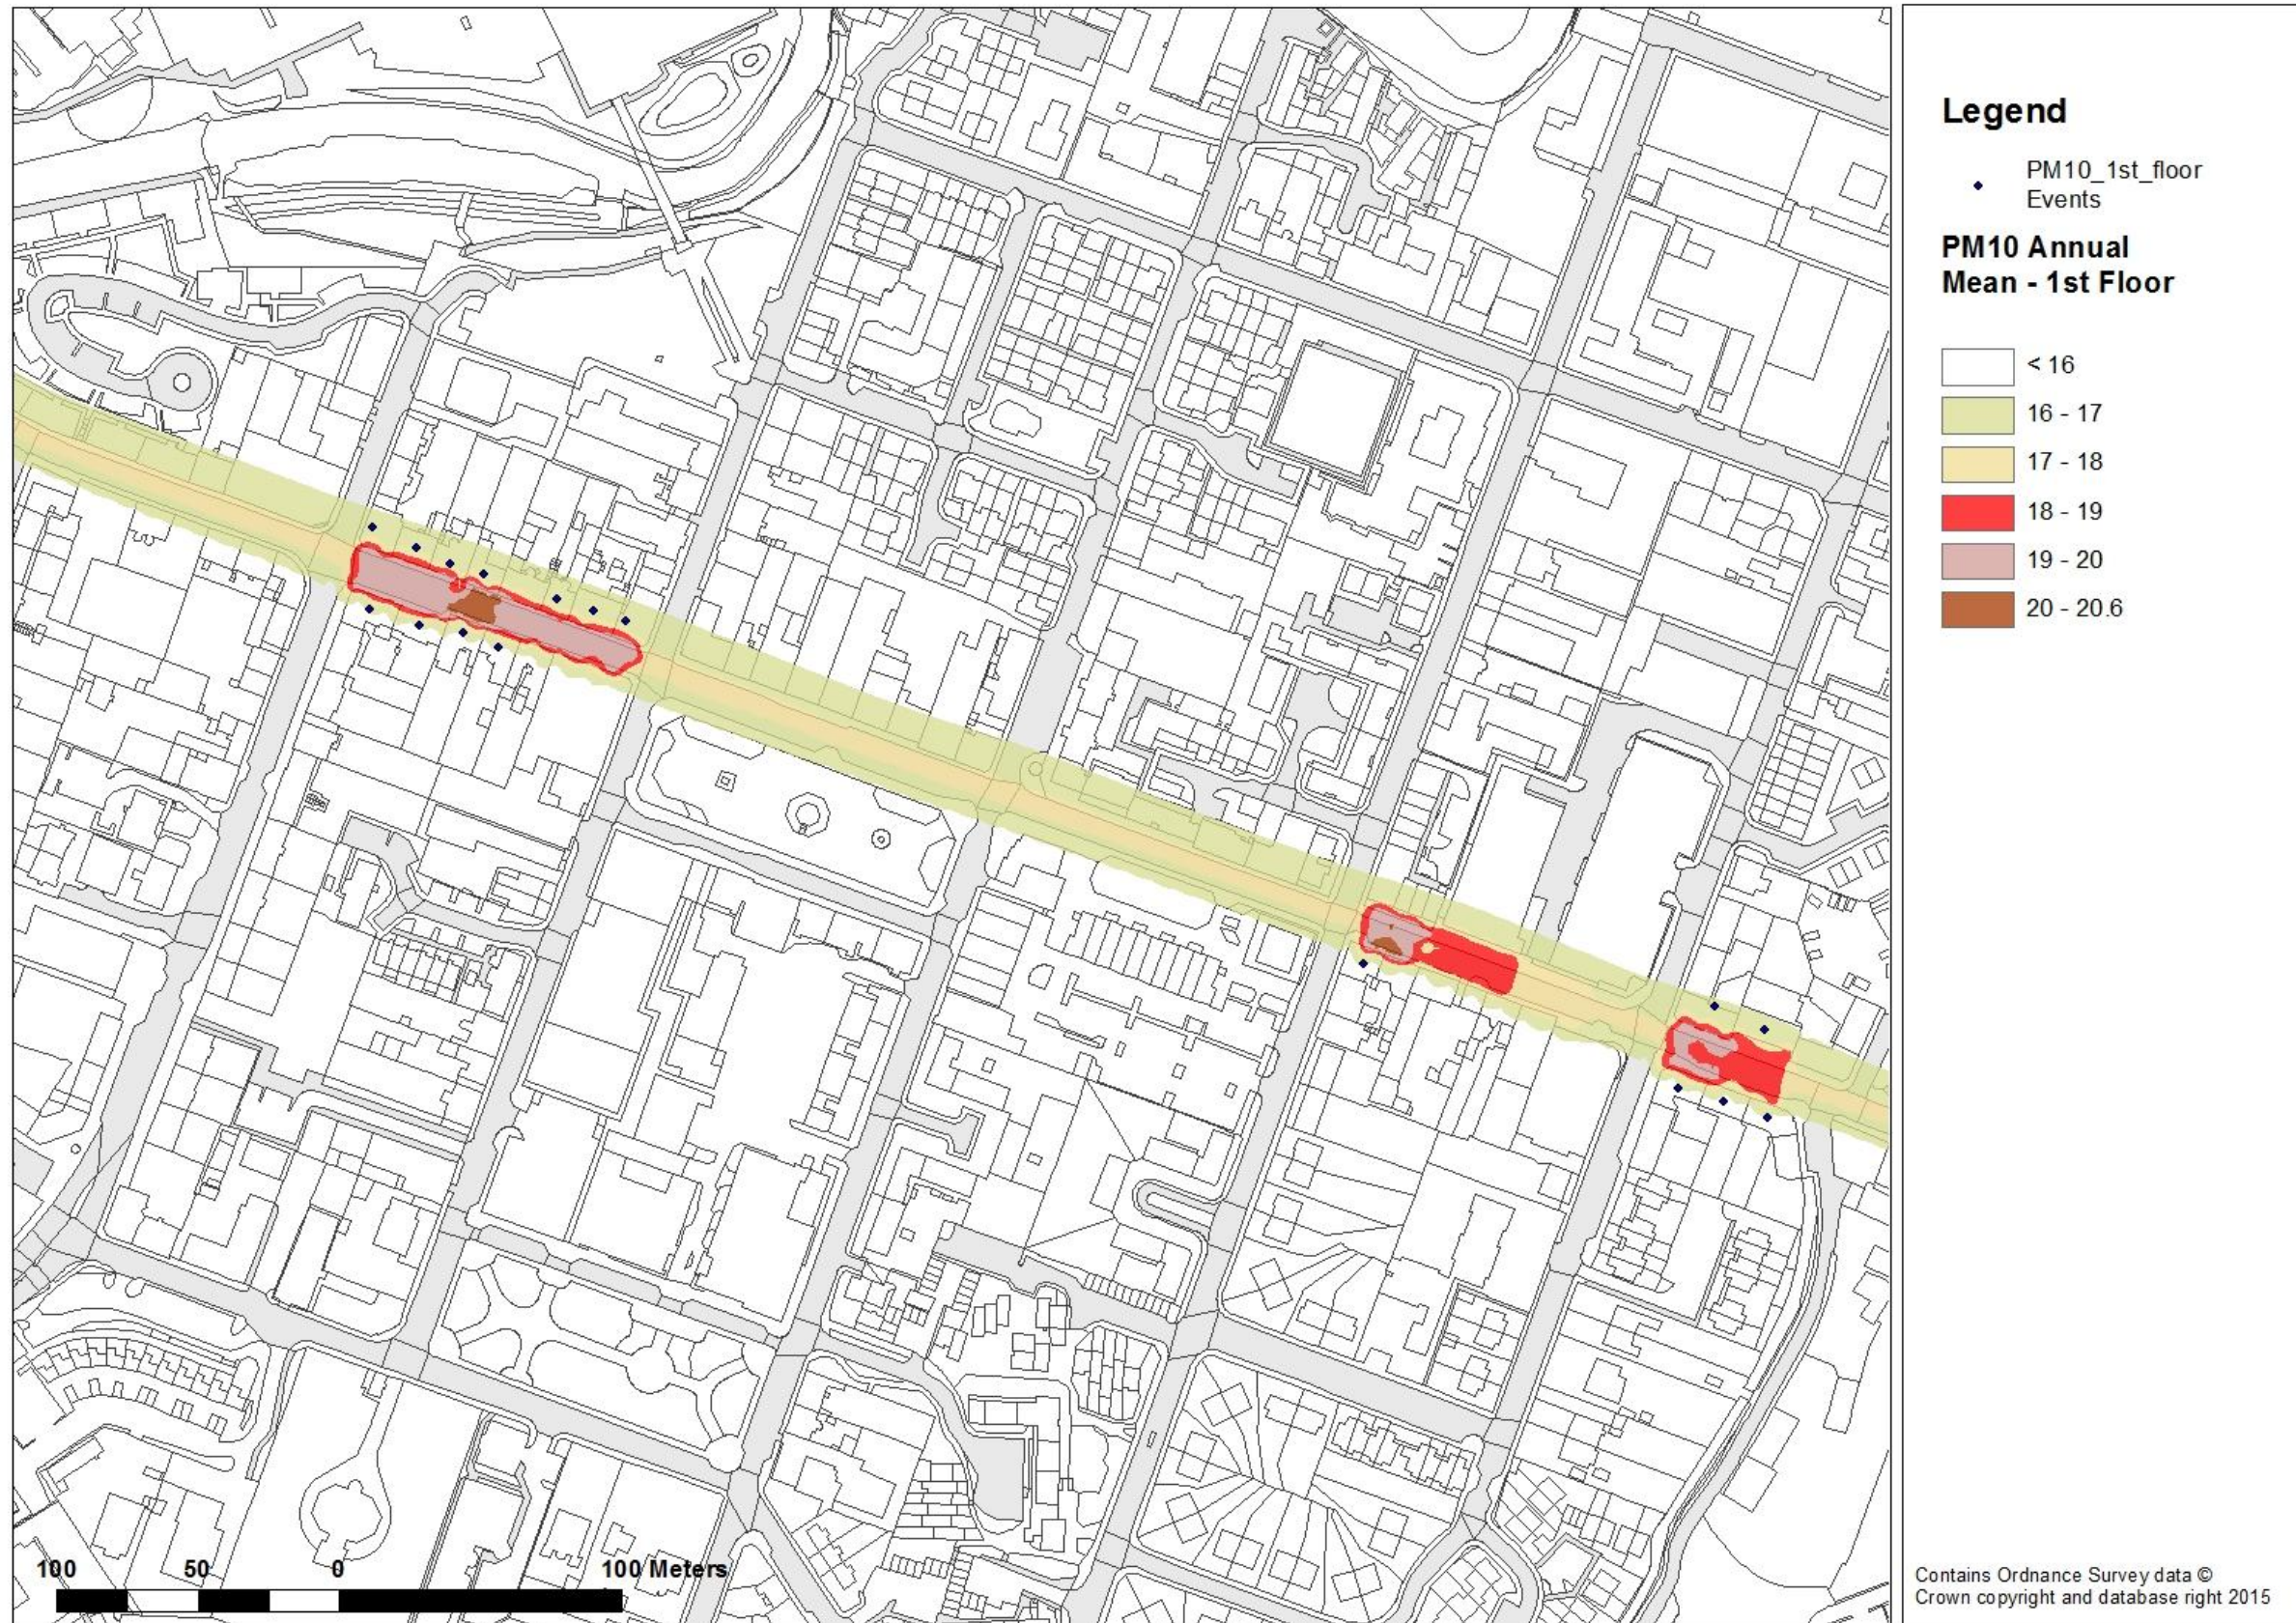 Legend
PM10_1st_floor
Events
PM10 Annual
Mean - 1st Floor
< 16
16 - 17
17 - 18
18 - 19
19 - 20
20 - 20.6
100 50 0 100 Meters
Contains Ordnance Survey data ©
Crown copyright and database right 2015